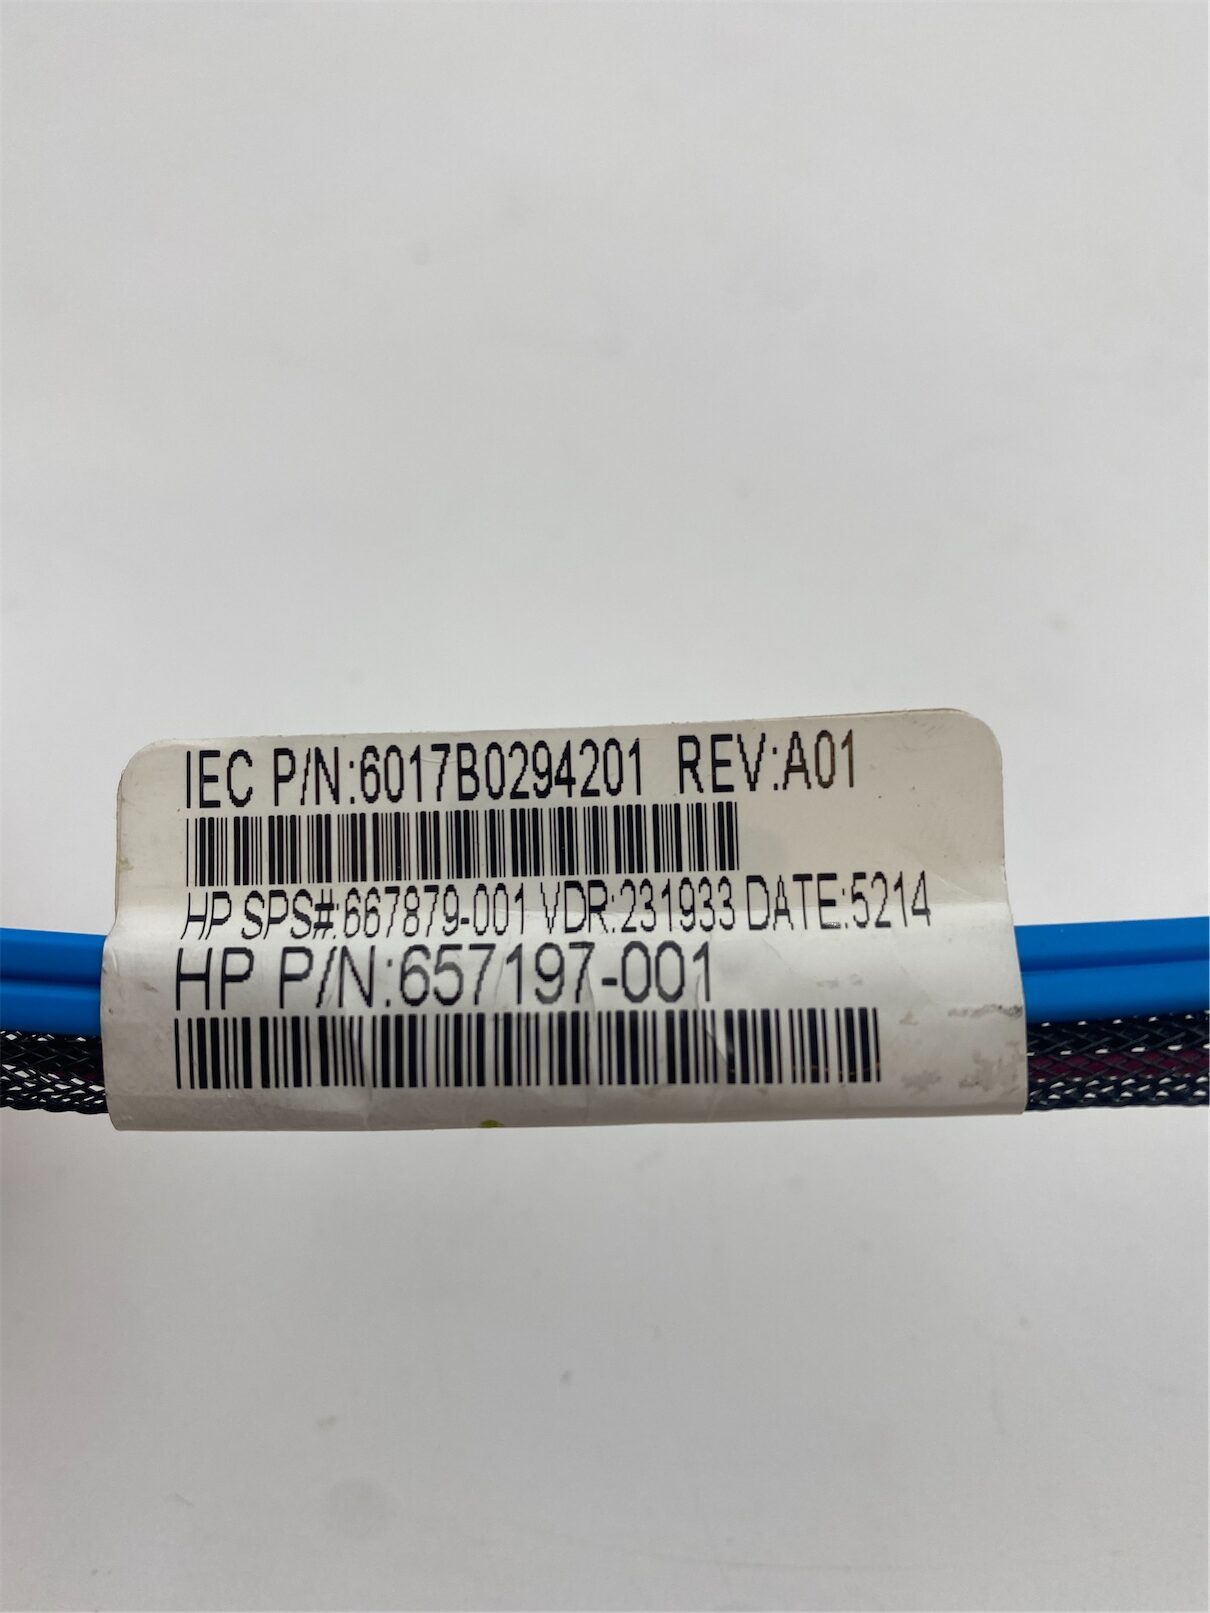 IEC P/N:6017B0294201 REV:A01
HP SPS#:667879-001 VDR:231933 DATE:5214
HP P/N:657197-001